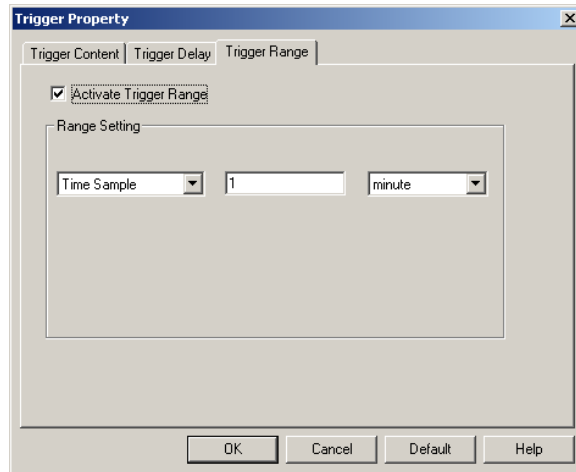 Trigger Property
Trigger Content Trigger Delay Trigger Range
Activate Trigger Range
Range Setting
Time Sample 1 minute
OK Cancel Default Help